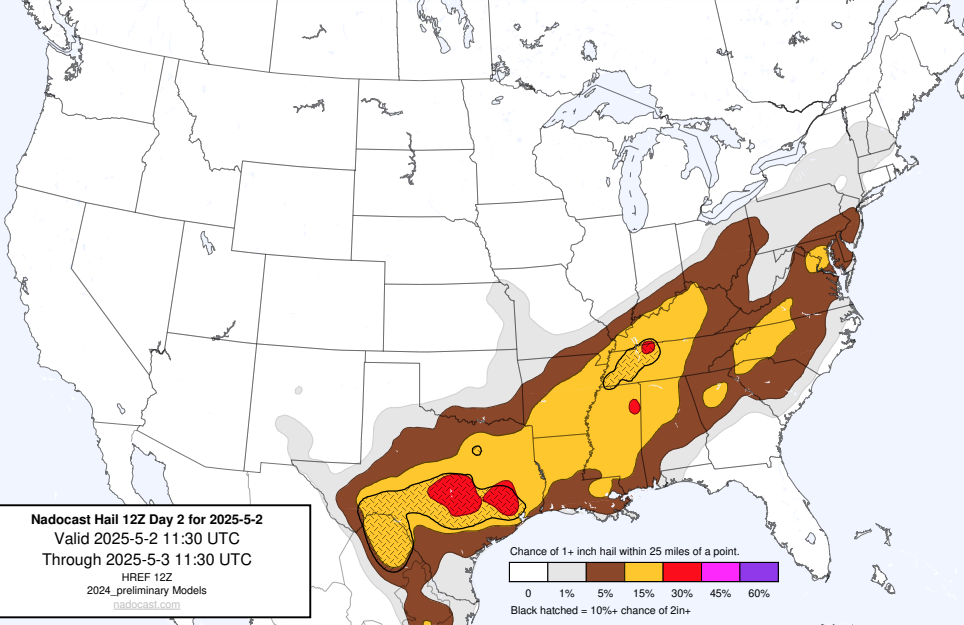 Nadocast Hail 12Z Day 2 for 2025-5-2
Valid 2025-5-2 11:30 UTC
Through 2025-5-3 11:30 UTC
HREF 12Z
2024_preliminary Models
nadocast.com
Chance of 1+ inch hail within 25 miles of a point.
0 1% 5% 15% 30% 45% 60%
Black hatched = 10%+ chance of 2in+